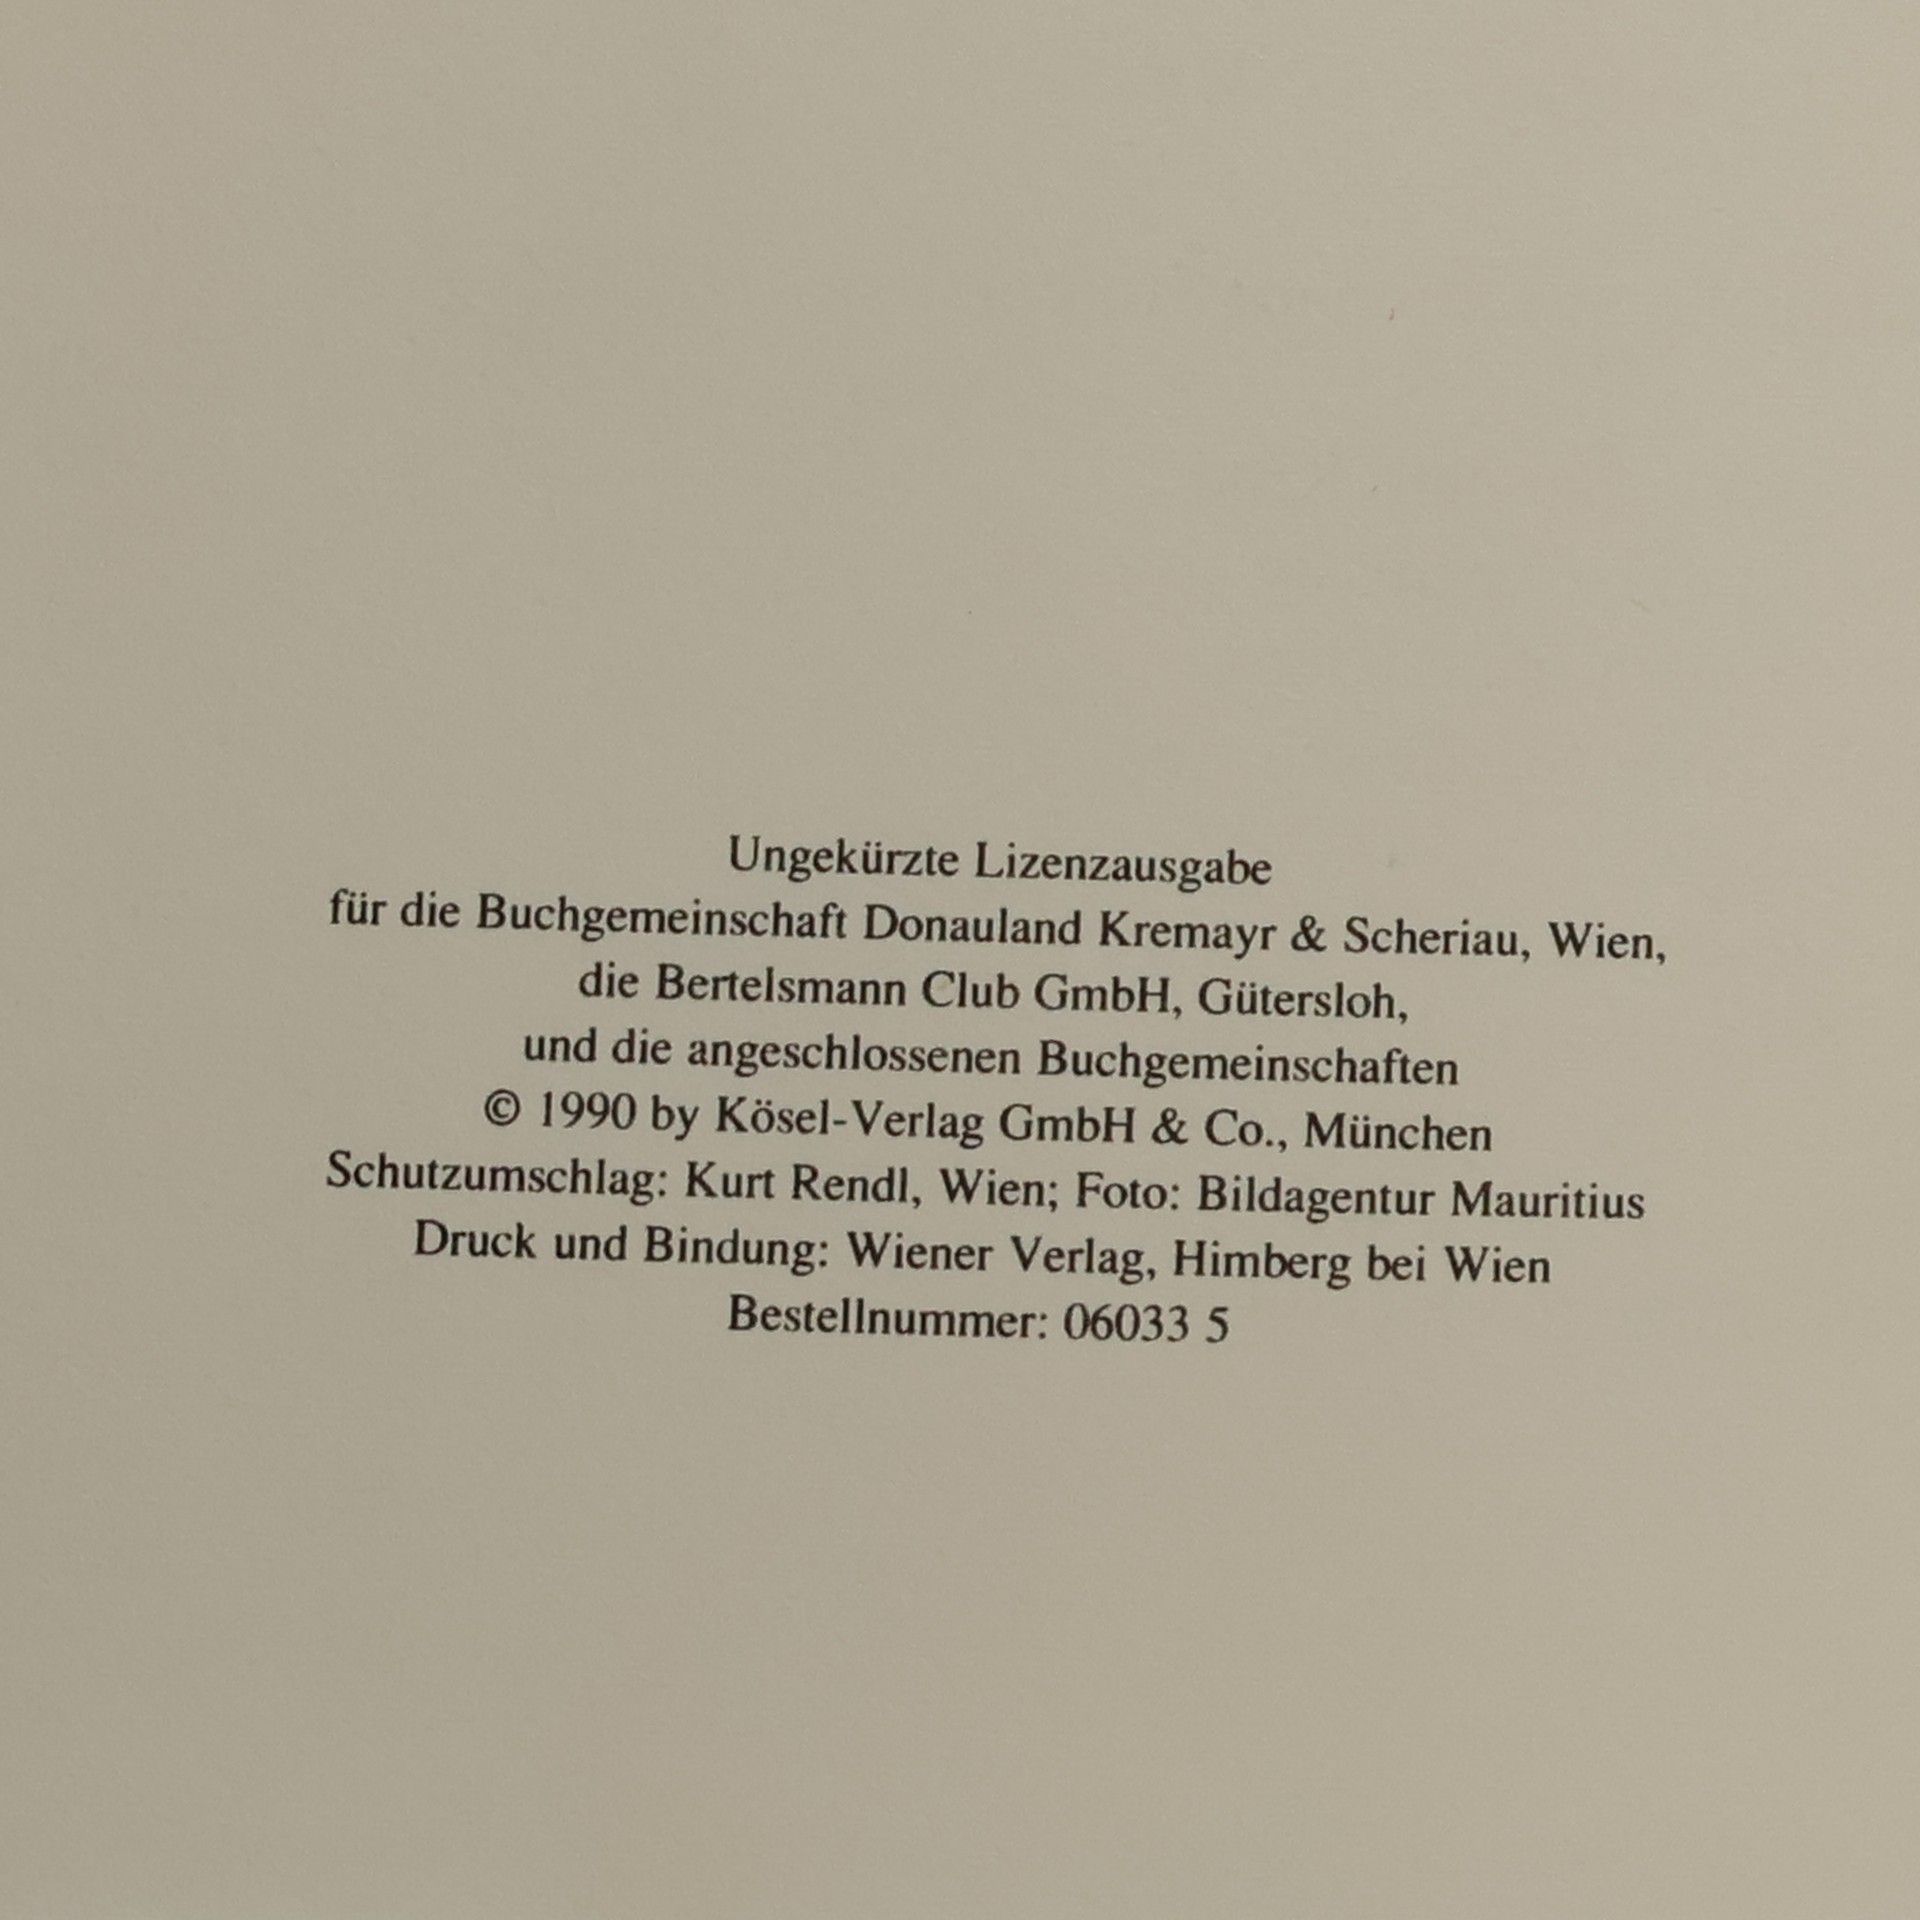 Ungekürzte Lizenzausgabe
für die Buchgemeinschaft Donauland Kremayr & Scheriau, Wien,
die Bertelsmann Club GmbH, Gütersloh,
und die angeschlossenen Buchgemeinschaften
© 1990 by Kösel-Verlag GmbH & Co., München
Schutzumschlag: Kurt Rendl, Wien; Foto: Bildagentur Mauritius
Druck und Bindung: Wiener Verlag, Himberg bei Wien
Bestellnummer: 06033 5